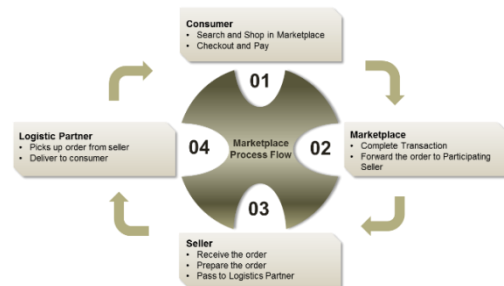 Consumer
• Search and Shop in Marketplace
• Checkout and Pay
01
Logistic Partner
• Picks up order from seller
• Deliver to consumer
04
Marketplace
Process Flow
02
Marketplace
• Complete Transaction
• Forward the order to Participating
Seller
03
Seller
• Receive the order
• Prepare the order
• Pass to Logistics Partner